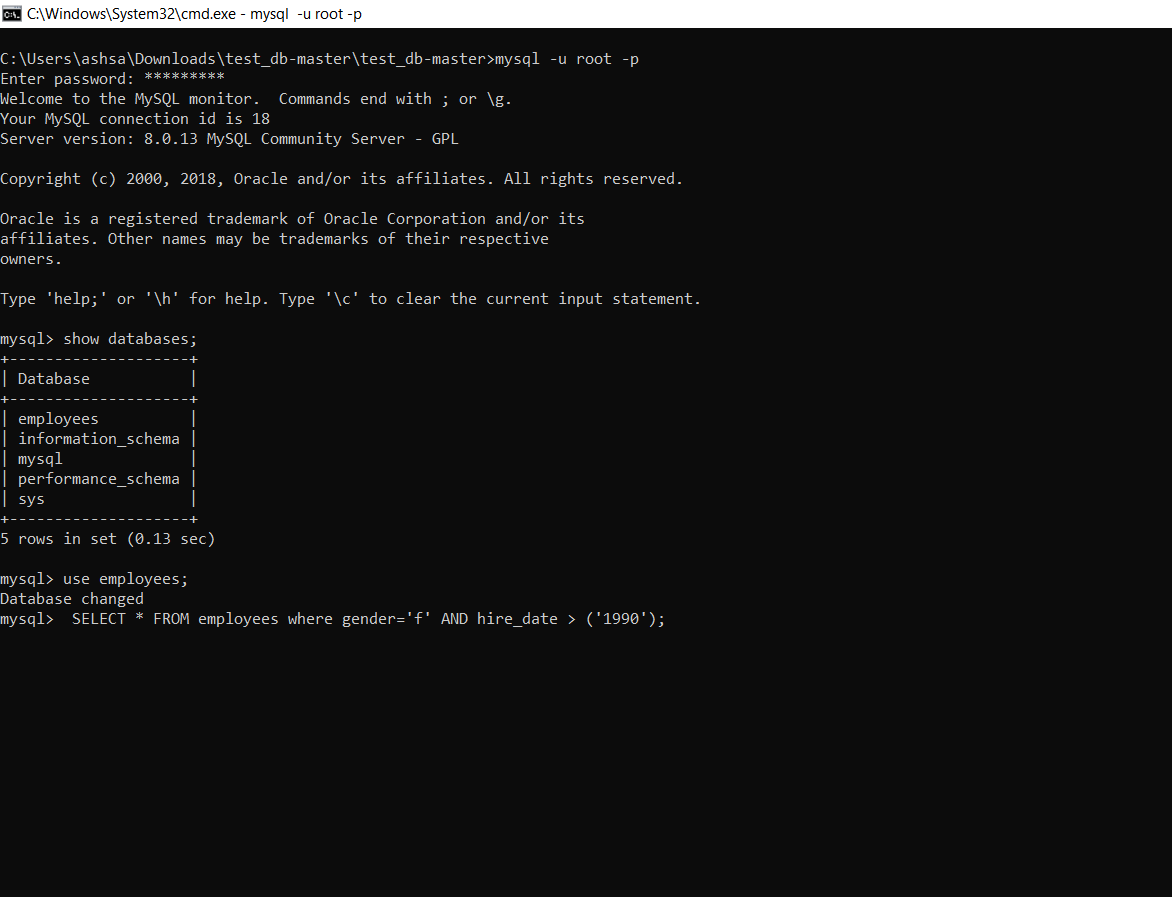 C:\Windows\System32\cmd.exe - mysql  -u root -p
C:\Users\ashsa\Downloads\test_db-master\test_db-master>mysql -u root -p
Enter password: *********
Welcome to the MySQL monitor.  Commands end with ; or \g.
Your MySQL connection id is 18
Server version: 8.0.13 MySQL Community Server - GPL
Copyright (c) 2000, 2018, Oracle and/or its affiliates. All rights reserved.
Oracle is a registered trademark of Oracle Corporation and/or its
affiliates. Other names may be trademarks of their respective
owners.
Type 'help;' or '\h' for help. Type '\c' to clear the current input statement.
mysql> show databases;
+--------------------+
| Database           |
+--------------------+
| employees          |
| information_schema |
| mysql              |
| performance_schema |
| sys                |
+--------------------+
5 rows in set (0.13 sec)
mysql> use employees;
Database changed
mysql>  SELECT * FROM employees where gender='f' AND hire_date > ('1990');